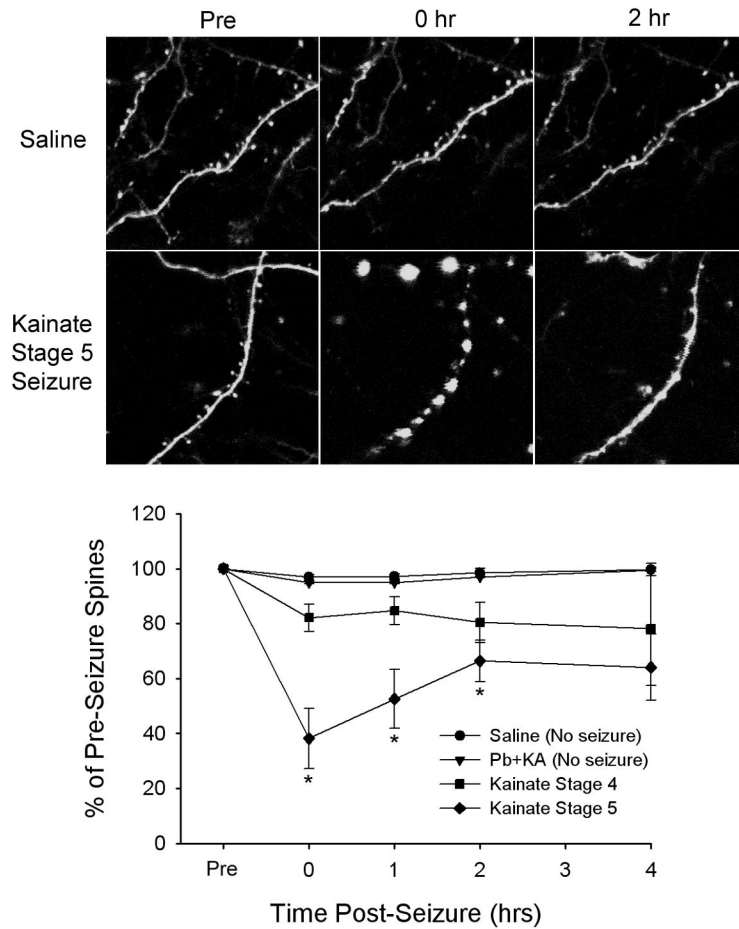 Pre 0 hr 2 hr
Saline
Kainate
Stage 5
Seizure
120
100
80
60
40
20
0
% of Pre-Seizure Spines
*
*
*
Saline (No seizure)
Pb+KA (No seizure)
Kainate Stage 4
Kainate Stage 5
Pre 0 1 2 3 4
Time Post-Seizure (hrs)